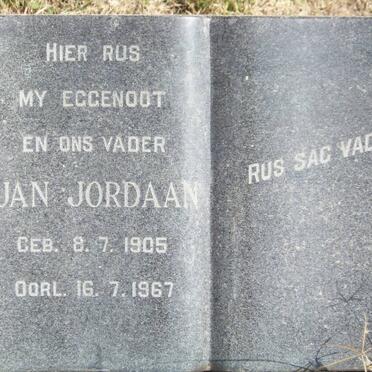 HIER RUS
MY EGGENOOT
EN ONS VADER
JAN JORDAAN
GEB. 8. 7. 1905
OORL. 16. 7. 1967
RUS SAG